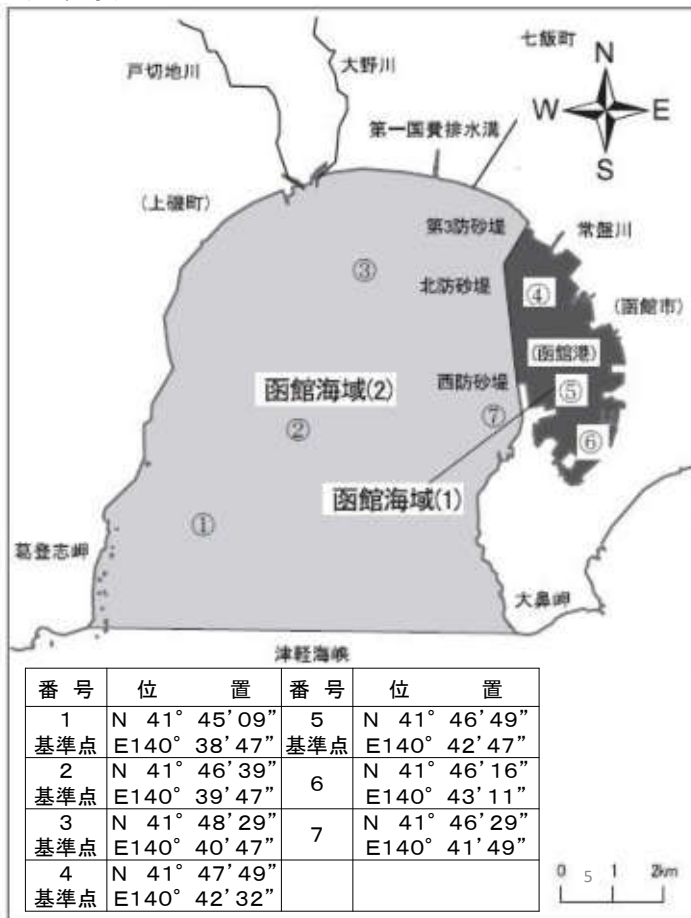 七飯町
N
W E
S
戸切地川
大野川
第一国費排水溝
(上磯町)
第3防砂堤
常盤川
③
北防砂堤
④
(函館市)
(函館港)
函館海域(2)
西防砂堤
⑤
②
⑦
⑥
函館海域(1)
①
葛登志岬
大鼻岬
津軽海峡
番 号 位 置 番 号 位 置
1 N 41° 45'09” 5 N 41° 46'49”
基準点 E140° 38'47” 基準点 E140° 42'47”
2 N 41° 46'39” 6 N 41° 46'16”
基準点 E140° 39'47” E140° 43'11”
3 N 41° 48'29” 7 N 41° 46'29”
基準点 E140° 40'47” E140° 41'49”
4 N 41° 47'49”
基準点 E140° 42'32”
0 5 1 2km